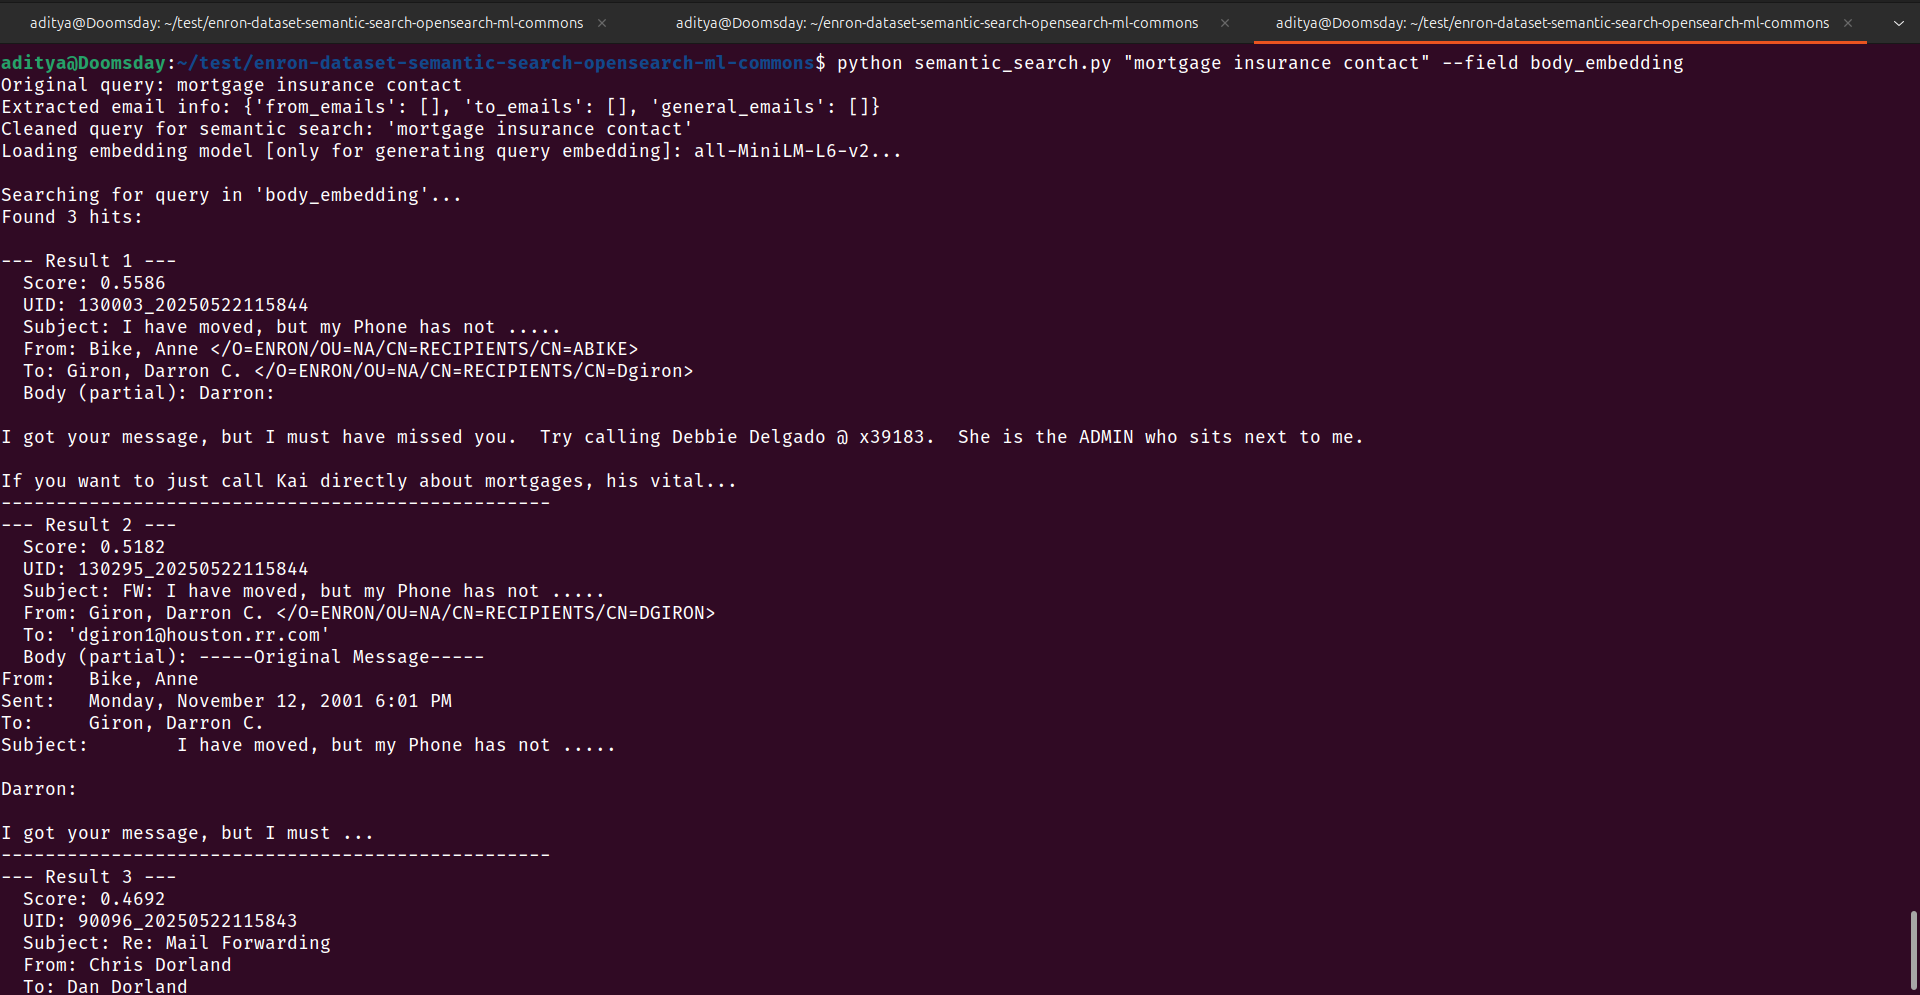 aditya@Doomsday: ~/test/enron-dataset-semantic-search-opensearch-ml-commons × aditya@Doomsday: ~/enron-dataset-semantic-search-opensearch-ml-commons × aditya@Doomsday: ~/test/enron-dataset-semantic-search-opensearch-ml-commons ×
aditya@Doomsday:~/test/enron-dataset-semantic-search-opensearch-ml-commons$ python semantic_search.py "mortgage insurance contact" --field body_embedding
Original query: mortgage insurance contact
Extracted email info: {'from_emails': [], 'to_emails': [], 'general_emails': []}
Cleaned query for semantic search: 'mortgage insurance contact'
Loading embedding model [only for generating query embedding]: all-MiniLM-L6-v2...

Searching for query in 'body_embedding'...
Found 3 hits:

--- Result 1 ---
  Score: 0.5586
  UID: 130003_20250522115844
  Subject: I have moved, but my Phone has not .....
  From: Bike, Anne </O=ENRON/OU=NA/CN=RECIPIENTS/CN=ABIKE>
  To: Giron, Darron C. </O=ENRON/OU=NA/CN=RECIPIENTS/CN=Dgiron>
  Body (partial): Darron:

I got your message, but I must have missed you.  Try calling Debbie Delgado @ x39183.  She is the ADMIN who sits next to me.

If you want to just call Kai directly about mortgages, his vital...
--------------------------------------------------
--- Result 2 ---
  Score: 0.5182
  UID: 130295_20250522115844
  Subject: FW: I have moved, but my Phone has not .....
  From: Giron, Darron C. </O=ENRON/OU=NA/CN=RECIPIENTS/CN=DGIRON>
  To: 'dgiron1@houston.rr.com'
  Body (partial): -----Original Message-----
From:   Bike, Anne
Sent:   Monday, November 12, 2001 6:01 PM
To:     Giron, Darron C.
Subject:        I have moved, but my Phone has not .....

Darron:

I got your message, but I must ...
--------------------------------------------------
--- Result 3 ---
  Score: 0.4692
  UID: 90096_20250522115843
  Subject: Re: Mail Forwarding
  From: Chris Dorland
  To: Dan Dorland